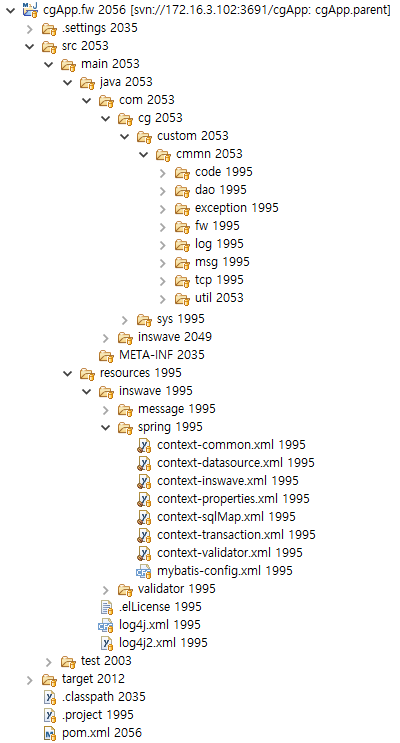 cgApp.fw 2056 [svn://172.16.3.102:3691/cgApp: cgApp.parent]
.settings 2035
src 2053
main 2053
java 2053
com 2053
cg 2053
custom 2053
cmmn 2053
code 1995
dao 1995
exception 1995
fw 1995
log 1995
msg 1995
tcp 1995
util 2053
sys 1995
inswave 2049
META-INF 2035
resources 1995
inswave 1995
message 1995
spring 1995
context-common.xml 1995
context-datasource.xml 1995
context-inswave.xml 1995
context-properties.xml 1995
context-sqlMap.xml 1995
context-transaction.xml 1995
context-validator.xml 1995
mybatis-config.xml 1995
validator 1995
.elLicense 1995
log4j.xml 1995
log4j2.xml 1995
test 2003
target 2012
.classpath 2035
.project 1995
pom.xml 2056